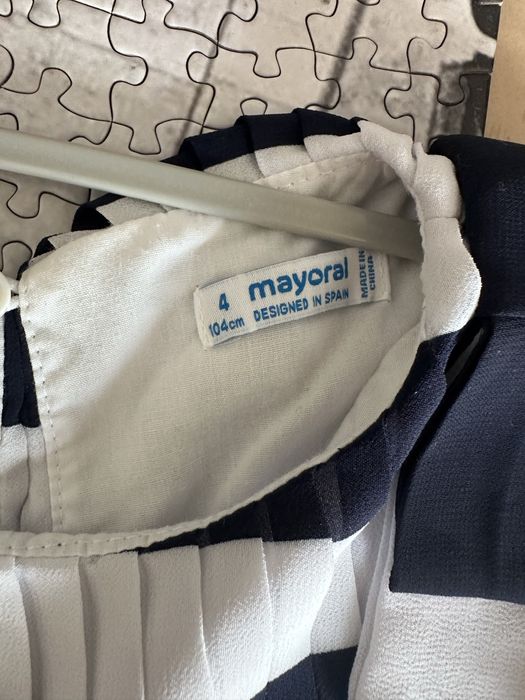 4
104cm
mayoral
DESIGNED IN SPAIN
MADE IN
CHINA